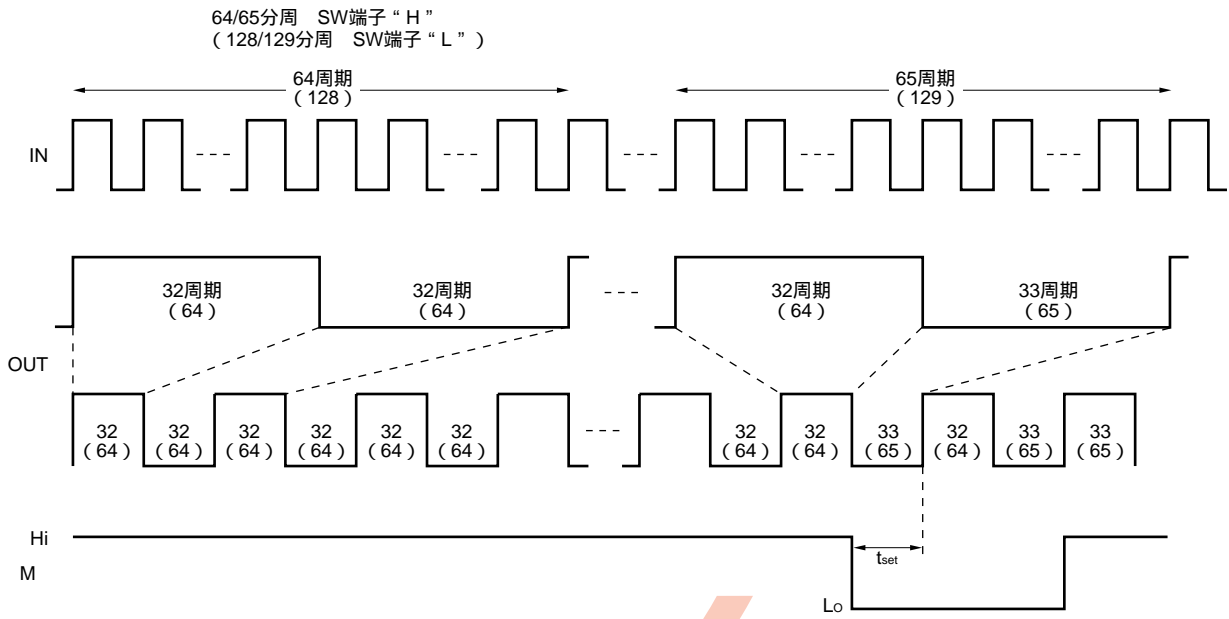 64/65分周　SW端子“H”
（128/129分周　SW端子“L”）
64周期
（128）
65周期
（129）
IN
32周期
（64）
32周期
（64）
32周期
（64）
33周期
（65）
OUT
32
（64）
32
（64）
32
（64）
32
（64）
32
（64）
32
（64）
32
（64）
32
（64）
33
（65）
32
（64）
33
（65）
33
（65）
Hi
M
tset
Lo